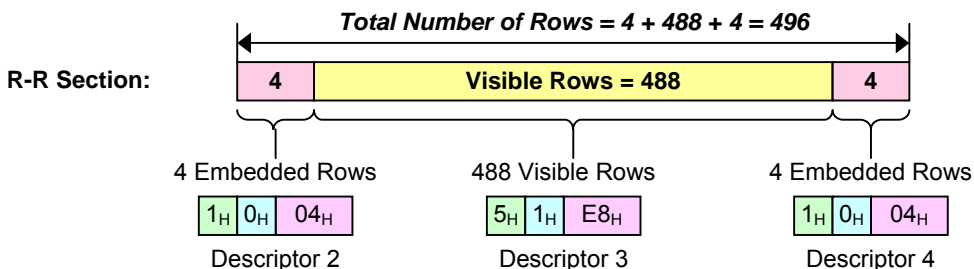 Total Number of Rows = 4 + 488 + 4 = 496
R-R Section:
4
Visible Rows = 488
4
4 Embedded Rows
488 Visible Rows
4 Embedded Rows
1H 0H 04H
5H 1H E8H
1H 0H 04H
Descriptor 2
Descriptor 3
Descriptor 4